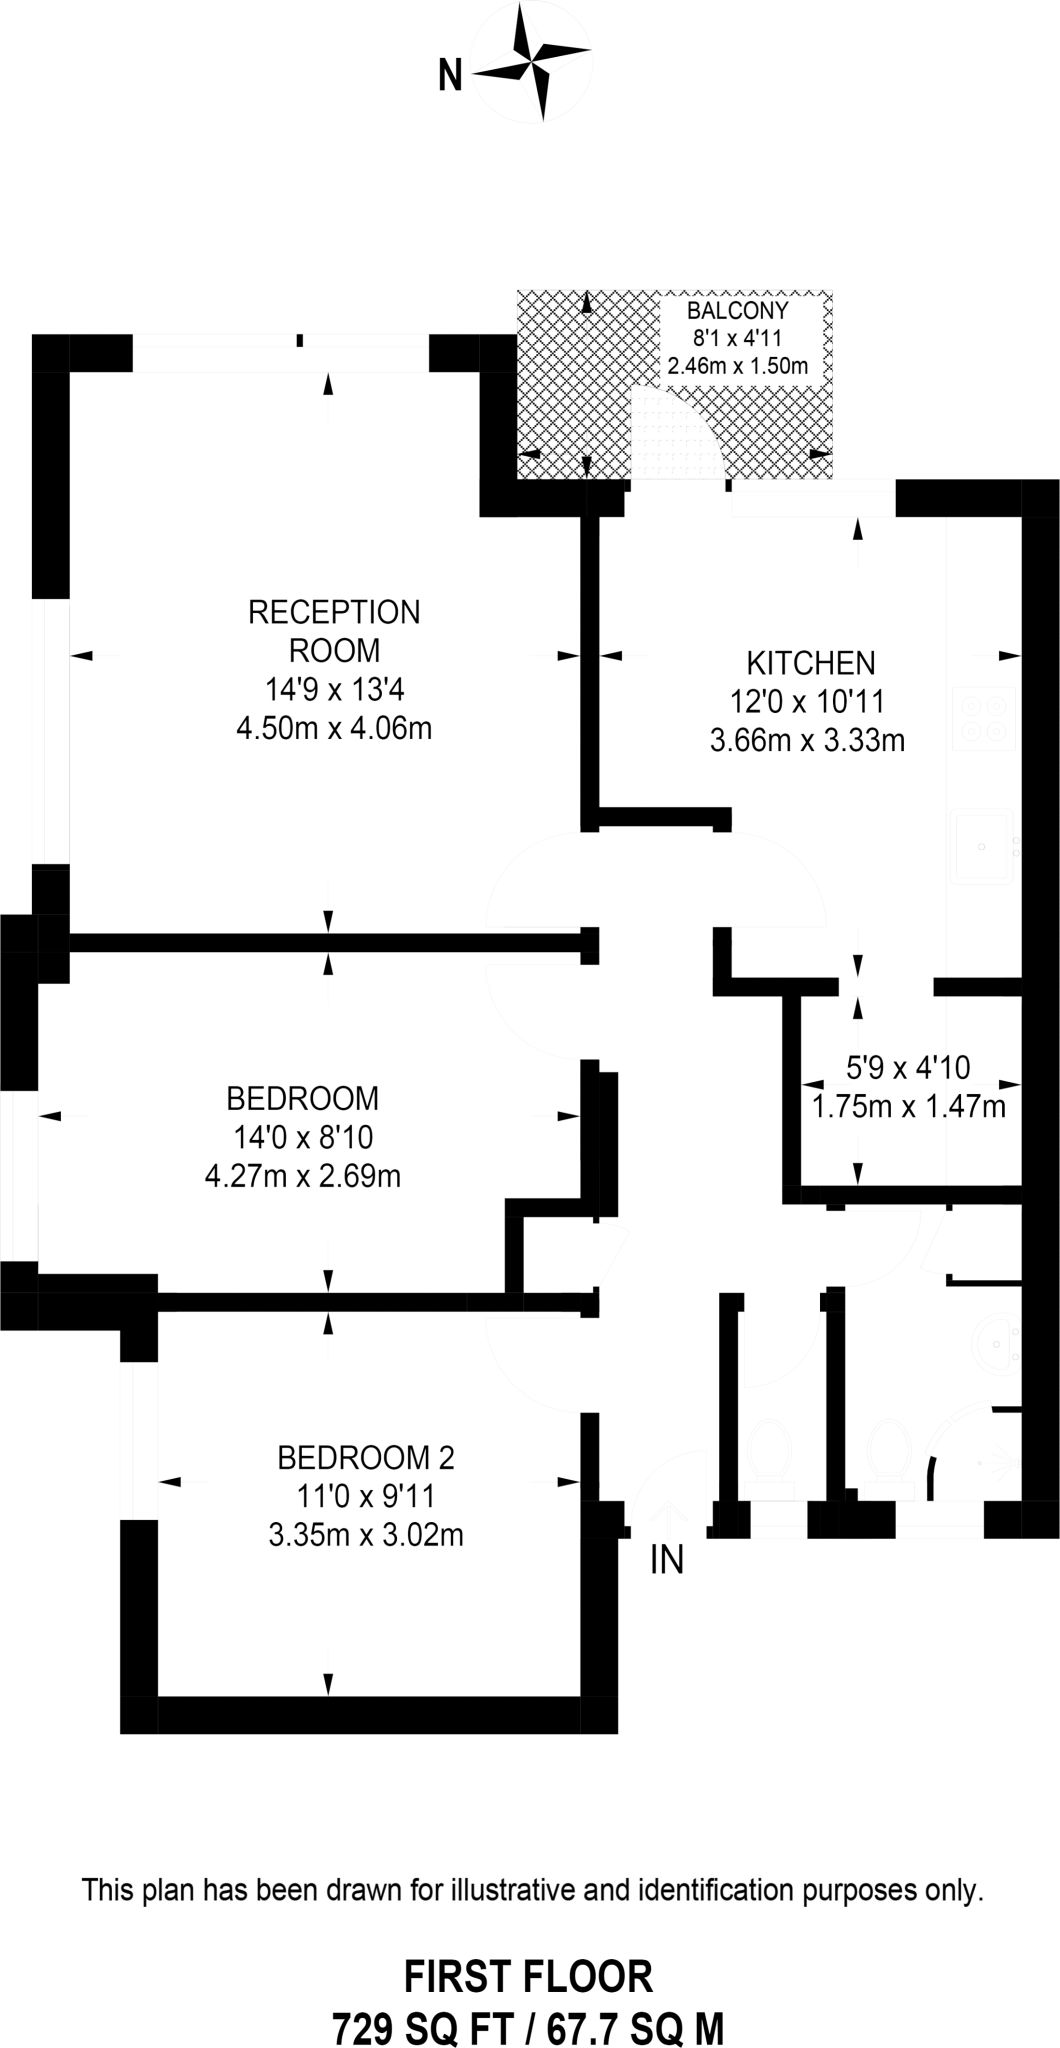 N
BALCONY
8'1 x 4'11
2.46m x 1.50m
RECEPTION
ROOM
14'9 x 13'4
4.50m x 4.06m
KITCHEN
12'0 x 10'11
3.66m x 3.33m
5'9 x 4'10
1.75m x 1.47m
BEDROOM
14'0 x 8'10
4.27m x 2.69m
BEDROOM 2
11'0 x 9'11
3.35m x 3.02m
IN
This plan has been drawn for illustrative and identification purposes only.
FIRST FLOOR
729 SQ FT / 67.7 SQ M